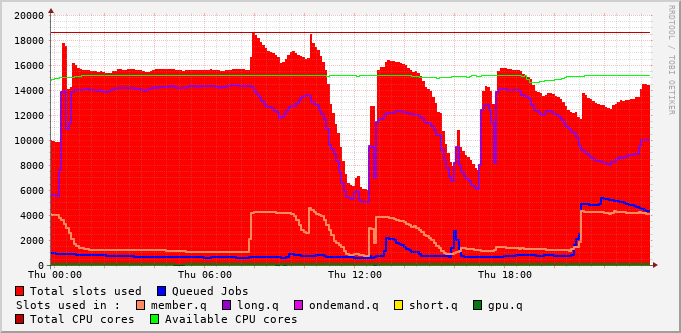 20000
18000
16000
14000
12000
10000
8000
6000
4000
2000
0
Thu 00:00 Thu 06:00 Thu 12:00 Thu 18:00
Total slots used Queued Jobs
Slots used in : member.q long.q ondemand.q short.q gpu.q
Total CPU cores Available CPU cores
RRDTOOL / TOBI OETIKER